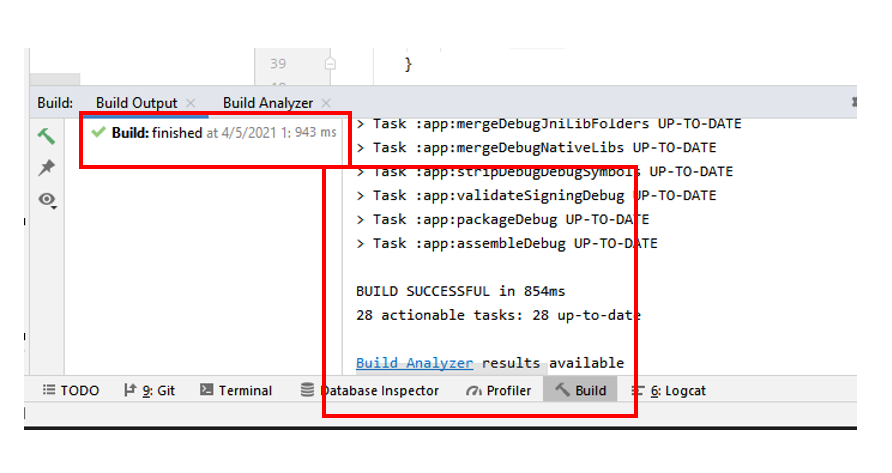 39
}
Build: Build Output Build Analyzer
Build: finished at 4/5/2021 1: 943 ms
> Task :app:mergeDebugJniLibFolders UP-TO-DATE
> Task :app:mergeDebugNativeLibs UP-TO-DATE
> Task :app:stripDebugDebugSymbols UP-TO-DATE
> Task :app:validateSigningDebug UP-TO-DATE
> Task :app:packageDebug UP-TO-DATE
> Task :app:assembleDebug UP-TO-DATE
BUILD SUCCESSFUL in 854ms
28 actionable tasks: 28 up-to-date
Build Analyzer results available
TODO 9: Git Terminal Database Inspector Profiler Build 6: Logcat